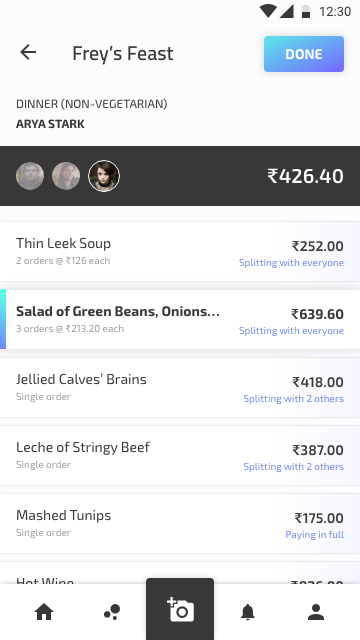 12:30
Frey’s Feast
DONE
DINNER (NON-VEGETARIAN)
ARYA STARK
₹426.40
Thin Leek Soup
₹252.00
2 orders @ ₹126 each
Splitting with everyone
Salad of Green Beans, Onions…
₹639.60
3 orders @ ₹213.20 each
Splitting with everyone
Jellied Calves’ Brains
₹418.00
Single order
Splitting with 2 others
Leche of Stringy Beef
₹387.00
Single order
Splitting with 2 others
Mashed Tunips
₹175.00
Single order
Paying in full
Hot Wine